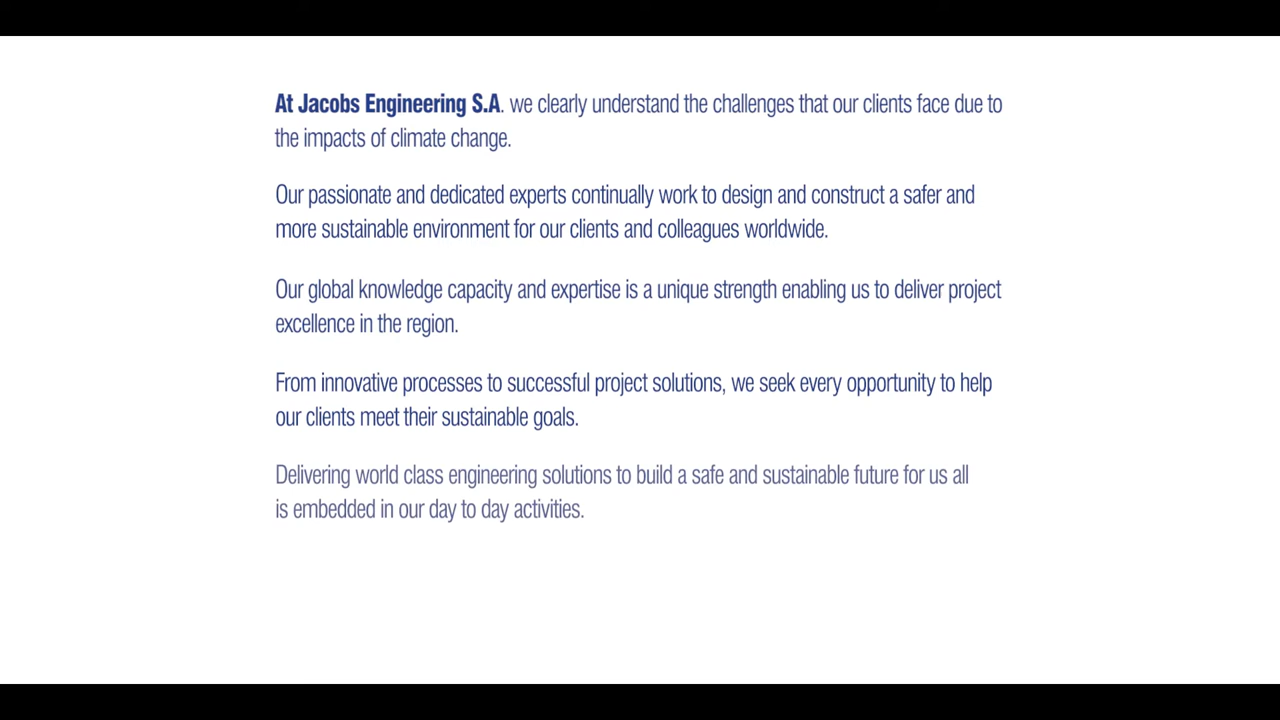 At Jacobs Engineering S.A. we clearly understand the challenges that our clients face due to
the impacts of climate change.
Our passionate and dedicated experts continually work to design and construct a safer and
more sustainable environment for our clients and colleagues worldwide.
Our global knowledge capacity and expertise is a unique strength enabling us to deliver project
excellence in the region.
From innovative processes to successful project solutions, we seek every opportunity to help
our clients meet their sustainable goals.
Delivering world class engineering solutions to build a safe and sustainable future for us all
is embedded in our day to day activities.